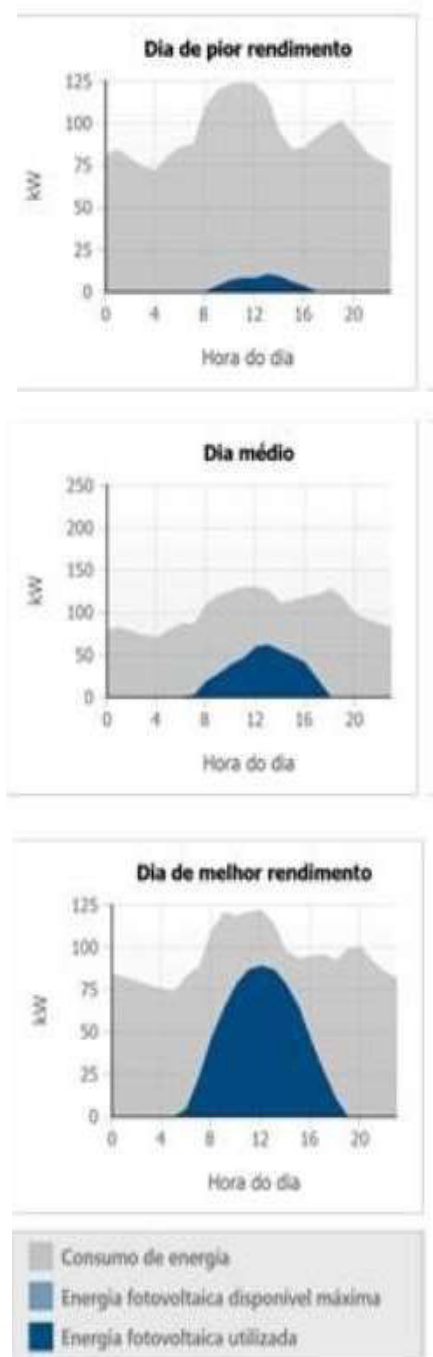 Dia de pior rendimento
125
100
75
50
25
0
kW
0 4 8 12 16 20
Hora do dia
Dia médio
250
200
150
100
50
0
kW
0 4 8 12 16 20
Hora do dia
Dia de melhor rendimento
125
100
75
50
25
0
kW
0 4 8 12 16 20
Hora do dia
Consumo de energia
Energia fotovoltaica disponível máxima
Energia fotovoltaica utilizada